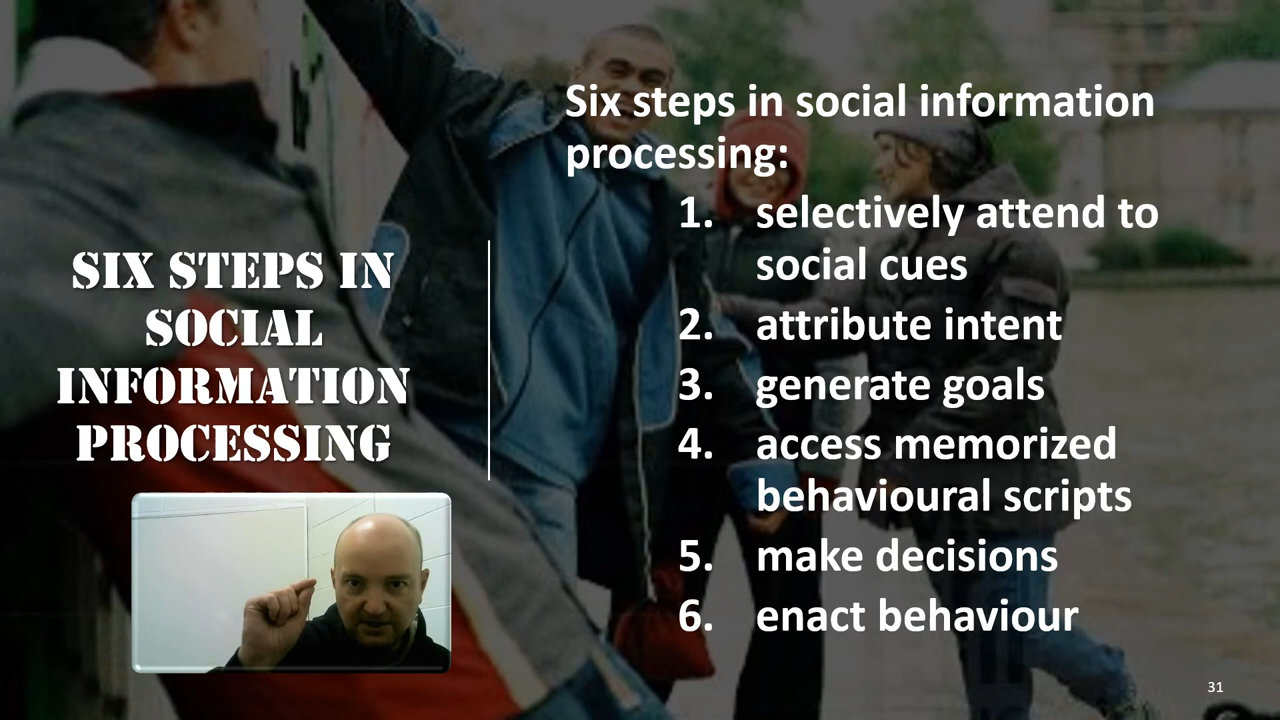 SIX STEPS IN
SOCIAL
INFORMATION
PROCESSING
Six steps in social information
processing:
1. selectively attend to
social cues
2. attribute intent
3. generate goals
4. access memorized
behavioural scripts
5. make decisions
6. enact behaviour
31